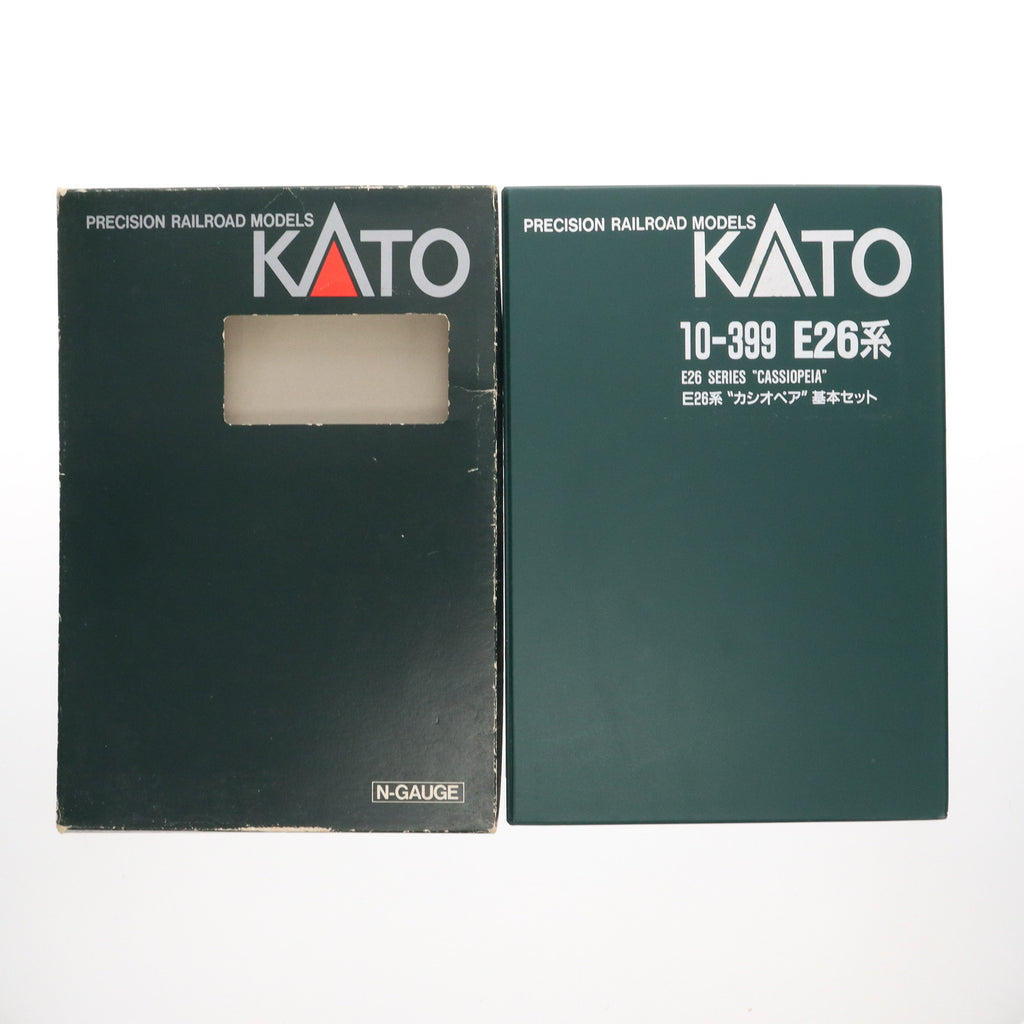 PRECISION RAILROAD MODELS
KATO
N-GAUGE
PRECISION RAILROAD MODELS
KATO
10-399 E26系
E26 SERIES "CASSIOPEIA"
E26系 "カシオペア" 基本セット